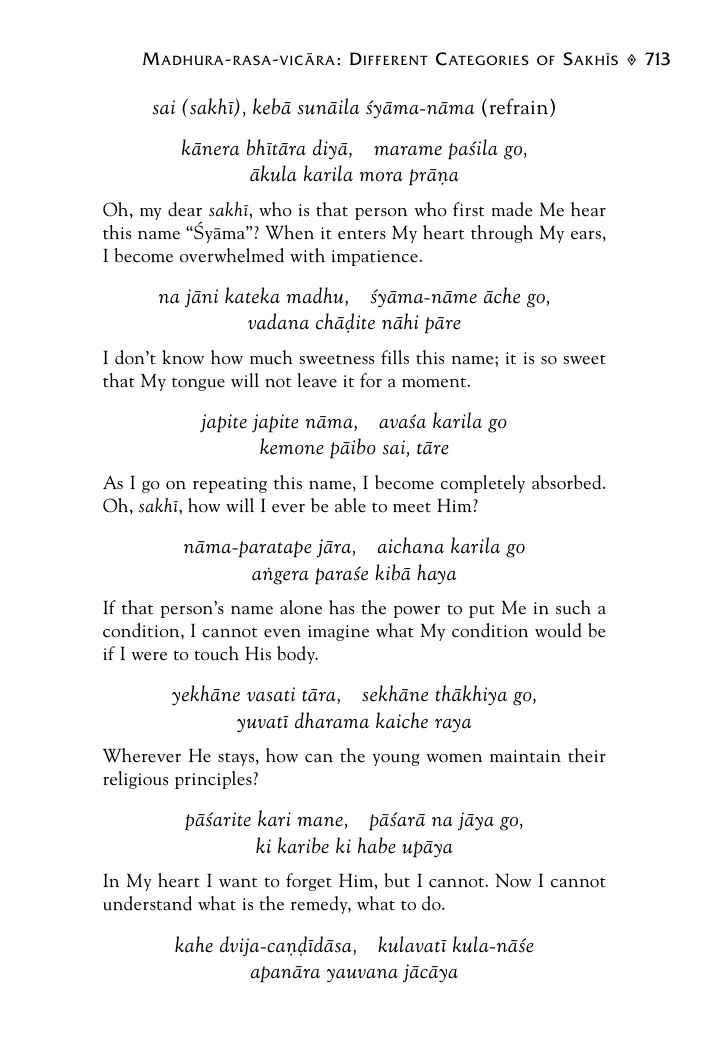 MADHURA-RASA-VICĀRA: DIFFERENT CATEGORIES OF SAKHĪS ◊ 713
sai (sakhī), kebā sunāila śyāma-nāma (refrain)
kānera bhītāra diyā, marame paśila go,
ākula karila mora prāṇa
Oh, my dear sakhī, who is that person who first made Me hear
this name “Śyāma”? When it enters My heart through My ears,
I become overwhelmed with impatience.
na jāni kateka madhu, śyāma-nāme āche go,
vadana chāḍite nāhi pāre
I don’t know how much sweetness fills this name; it is so sweet
that My tongue will not leave it for a moment.
japite japite nāma, avaśa karila go
kemone pāibo sai, tāre
As I go on repeating this name, I become completely absorbed.
Oh, sakhī, how will I ever be able to meet Him?
nāma-paratape jāra, aichana karila go
aṅgera paraśe kibā haya
If that person’s name alone has the power to put Me in such a
condition, I cannot even imagine what My condition would be
if I were to touch His body.
yekhāne vasati tāra, sekhāne thākhiya go,
yuvatī dharama kaiche raya
Wherever He stays, how can the young women maintain their
religious principles?
pāśarite kari mane, pāśarā na jāya go,
ki karibe ki habe upāya
In My heart I want to forget Him, but I cannot. Now I cannot
understand what is the remedy, what to do.
kahe dvija-caṇḍīdāsa, kulavatī kula-nāśe
apanāra yauvana jācāya